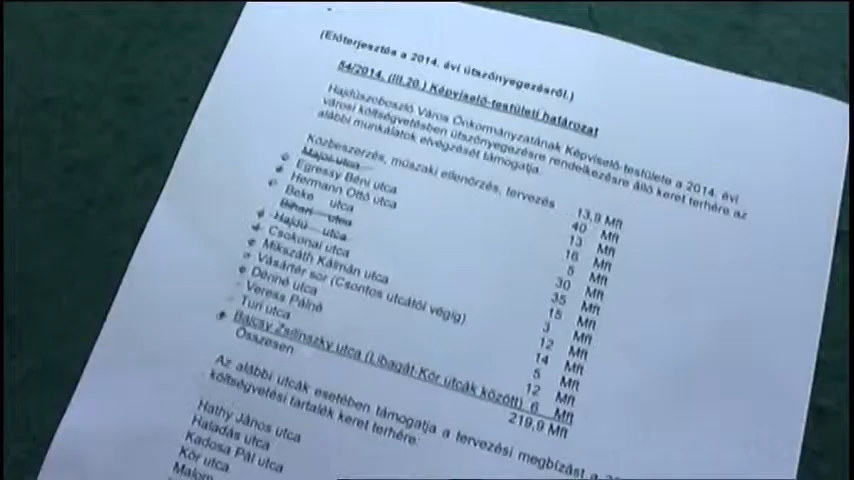 (Előterjesztés a 2014. évi útszőnyegezésről.)
54/2014. (III.20.) Képviselő-testületi határozat
Hajdúszoboszló Város Önkormányzatának Képviselő-testülete a 2014. évi
városi költségvetésben útszőnyegezésre rendelkezésre álló keret terhére az
alábbi munkálatok elvégzését támogatja.
Közbeszerzés, műszaki ellenőrzés, tervezés 13,9 Mft
Major utca 40 Mft
Egressy Béni utca 13 Mft
Hermann Ottó utca 16 Mft
Beke utca 5 Mft
Bihari utca 30 Mft
Hajdú utca 35 Mft
Csokonai utca 15 Mft
Mikszáth Kálmán utca 3 Mft
Vásártér sor (Csontos utcától végig) 12 Mft
Dériné utca 14 Mft
Veress Pálné 5 Mft
Turi utca 12 Mft
Bajcsy Zsilinszky utca (Libagát-Kör utcák között) 6 Mft
Összesen 219,9 Mft
Az alábbi utcák esetében támogatja a tervezési megbízást a
költségvetési tartalék keret terhére:
Hathy János utca
Haladás utca
Kadosa Pál utca
Kör utca
Malom